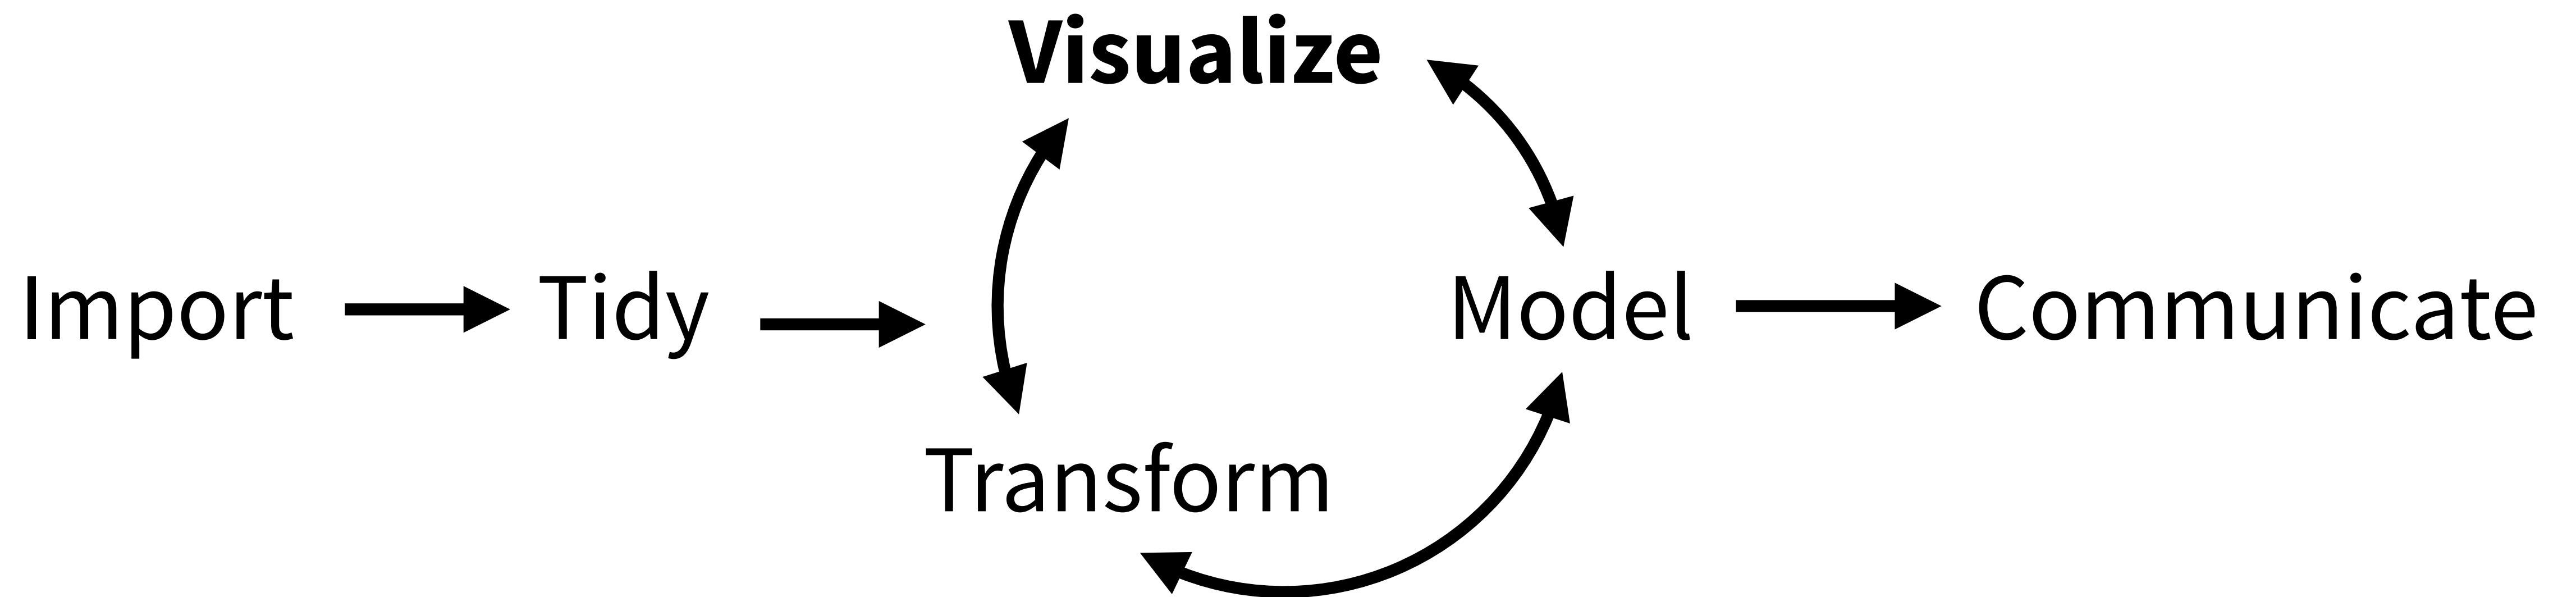 Visualize
Import
Tidy
Model
Communicate
Transform